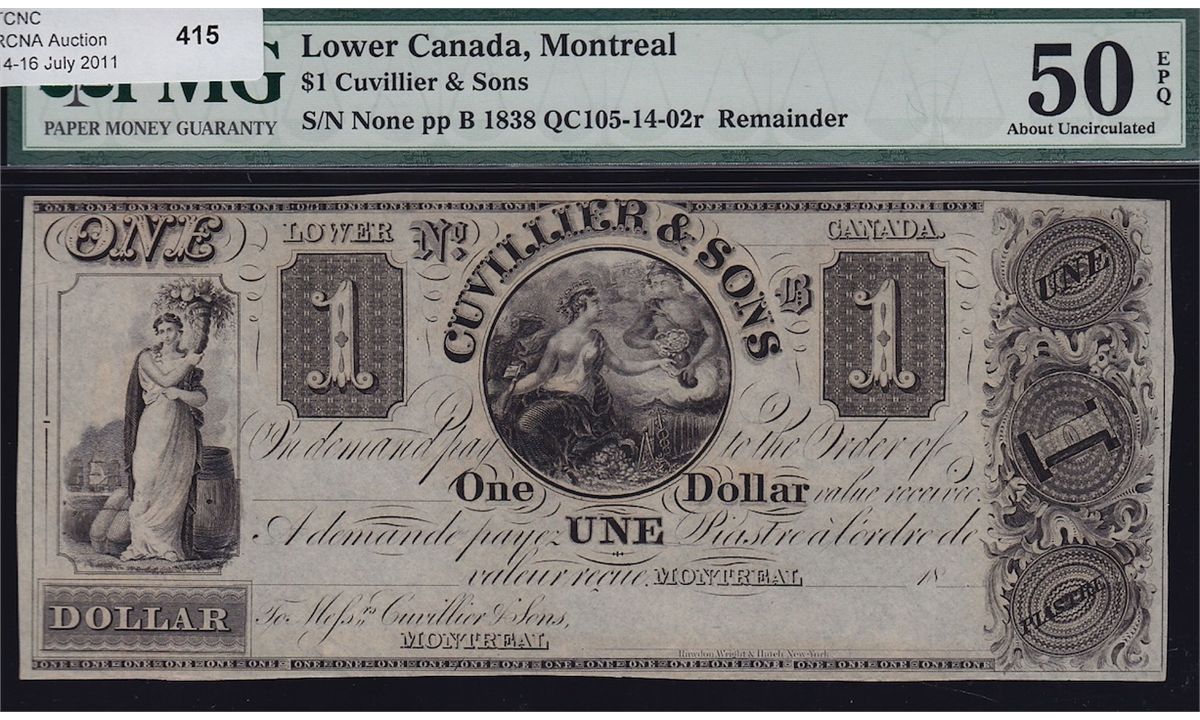 TCNC
RCNA Auction
14-16 July 2011
415
PMG
PAPER MONEY GUARANTY
Lower Canada, Montreal
$1 Cuvillier & Sons
S/N None pp B 1838 QC105-14-02r Remainder
50
EPQ
About Uncirculated
ONE
LOWER
No.
CUVILLIER & SONS
B
CANADA.
1
1
UNE
1
PIASTRE
On demand pay to the Order of
One Dollar value received.
A demande payez UNE Piastre à l'ordre de
valeur reçue. MONTREAL 18
DOLLAR
To Messrs. Cuvillier & Sons,
MONTREAL
Rawdon, Wright & Hatch New-York